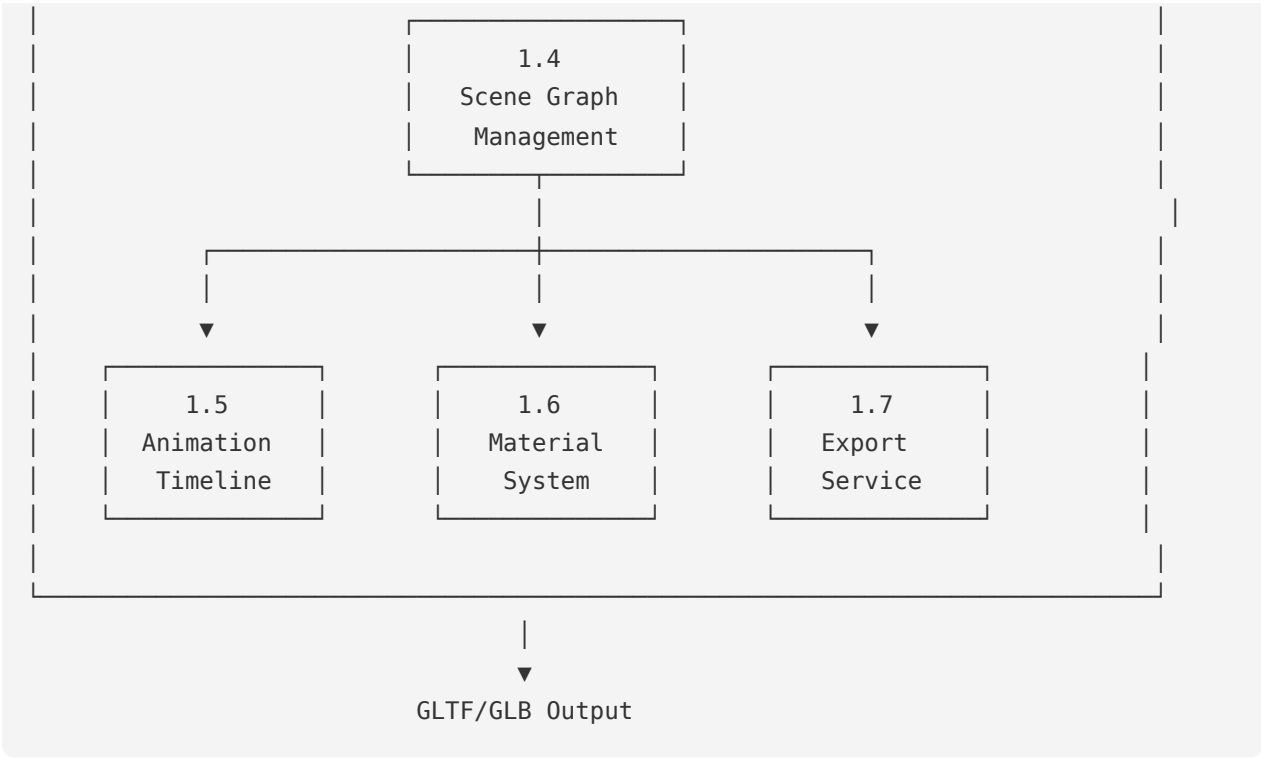 1.4
Scene Graph
Management
1.5 1.6 1.7
Animation Material Export
Timeline System Service
GLTF/GLB Output